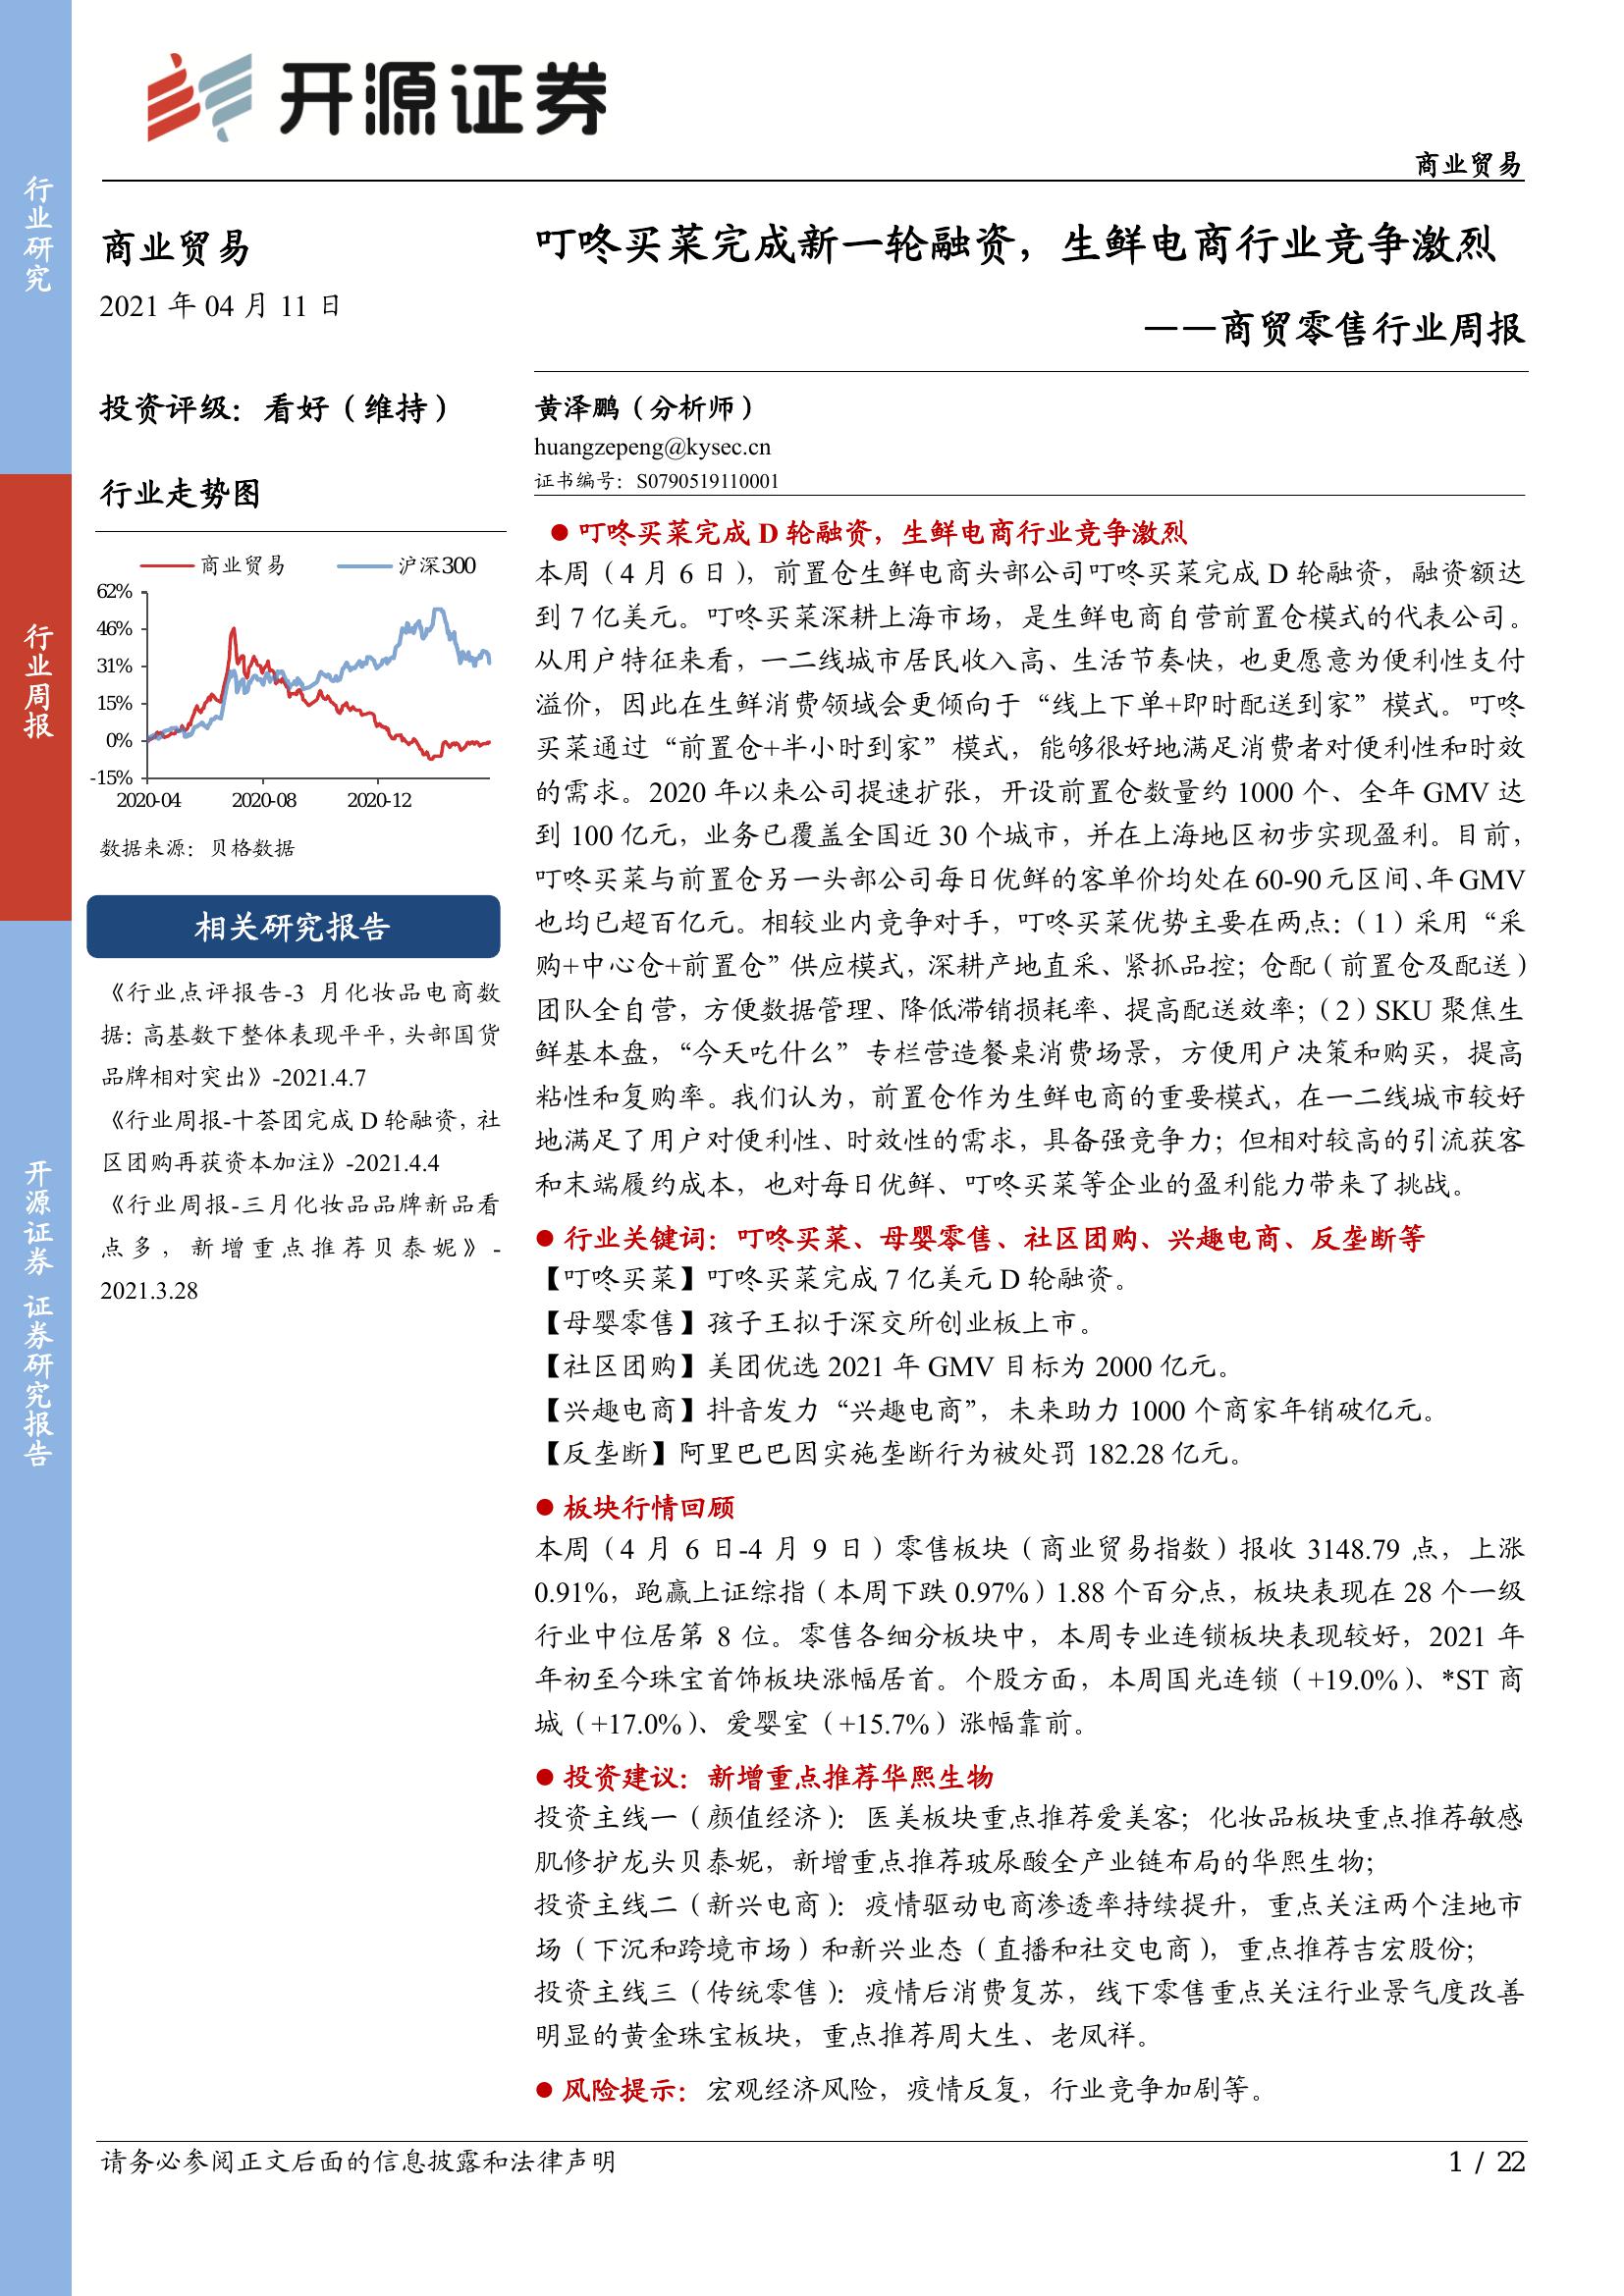 开源证券
商业贸易
行业研究
行业周报
开源证券 证券研究报告
商业贸易
2021 年 04 月 11 日
投资评级：看好（维持）
行业走势图
商业贸易 沪深300
62%
46%
31%
15%
0%
-15%
2020-04 2020-08 2020-12
数据来源：贝格数据
相关研究报告
《行业点评报告-3 月化妆品电商数
据：高基数下整体表现平平，头部国货
品牌相对突出》-2021.4.7
《行业周报-十荟团完成 D 轮融资，社
区团购再获资本加注》-2021.4.4
《行业周报-三月化妆品品牌新品看
点多，新增重点推荐贝泰妮》-
2021.3.28
叮咚买菜完成新一轮融资，生鲜电商行业竞争激烈
——商贸零售行业周报
黄泽鹏（分析师）
huangzepeng@kysec.cn
证书编号：S0790519110001
● 叮咚买菜完成 D 轮融资，生鲜电商行业竞争激烈
本周（4 月 6 日），前置仓生鲜电商头部公司叮咚买菜完成 D 轮融资，融资额达
到 7 亿美元。叮咚买菜深耕上海市场，是生鲜电商自营前置仓模式的代表公司。
从用户特征来看，一二线城市居民收入高、生活节奏快，也更愿意为便利性支付
溢价，因此在生鲜消费领域会更倾向于“线上下单+即时配送到家”模式。叮咚
买菜通过“前置仓+半小时到家”模式，能够很好地满足消费者对便利性和时效
的需求。2020 年以来公司提速扩张，开设前置仓数量约 1000 个、全年 GMV 达
到 100 亿元，业务已覆盖全国近 30 个城市，并在上海地区初步实现盈利。目前，
叮咚买菜与前置仓另一头部公司每日优鲜的客单价均处在 60-90 元区间、年 GMV
也均已超百亿元。相较业内竞争对手，叮咚买菜优势主要在两点：（1）采用“采
购+中心仓+前置仓”供应模式，深耕产地直采、紧抓品控；仓配（前置仓及配送）
团队全自营，方便数据管理、降低滞销损耗率、提高配送效率；（2）SKU 聚焦生
鲜基本盘，“今天吃什么”专栏营造餐桌消费场景，方便用户决策和购买，提高
粘性和复购率。我们认为，前置仓作为生鲜电商的重要模式，在一二线城市较好
地满足了用户对便利性、时效性的需求，具备强竞争力；但相对较高的引流获客
和末端履约成本，也对每日优鲜、叮咚买菜等企业的盈利能力带来了挑战。
● 行业关键词：叮咚买菜、母婴零售、社区团购、兴趣电商、反垄断等
【叮咚买菜】叮咚买菜完成 7 亿美元 D 轮融资。
【母婴零售】孩子王拟于深交所创业板上市。
【社区团购】美团优选 2021 年 GMV 目标为 2000 亿元。
【兴趣电商】抖音发力“兴趣电商”，未来助力 1000 个商家年销破亿元。
【反垄断】阿里巴巴因实施垄断行为被处罚 182.28 亿元。
● 板块行情回顾
本周（4 月 6 日-4 月 9 日）零售板块（商业贸易指数）报收 3148.79 点，上涨
0.91%，跑赢上证综指（本周下跌 0.97%）1.88 个百分点，板块表现在 28 个一级
行业中位居第 8 位。零售各细分板块中，本周专业连锁板块表现较好，2021 年
年初至今珠宝首饰板块涨幅居首。个股方面，本周国光连锁（+19.0%）、*ST 商
城（+17.0%）、爱婴室（+15.7%）涨幅靠前。
● 投资建议：新增重点推荐华熙生物
投资主线一（颜值经济）：医美板块重点推荐爱美客；化妆品板块重点推荐敏感
肌修护龙头贝泰妮，新增重点推荐玻尿酸全产业链布局的华熙生物；
投资主线二（新兴电商）：疫情驱动电商渗透率持续提升，重点关注两个洼地市
场（下沉和跨境市场）和新兴业态（直播和社交电商），重点推荐吉宏股份；
投资主线三（传统零售）：疫情后消费复苏，线下零售重点关注行业景气度改善
明显的黄金珠宝板块，重点推荐周大生、老凤祥。
● 风险提示：宏观经济风险，疫情反复，行业竞争加剧等。
请务必参阅正文后面的信息披露和法律声明
1 / 22